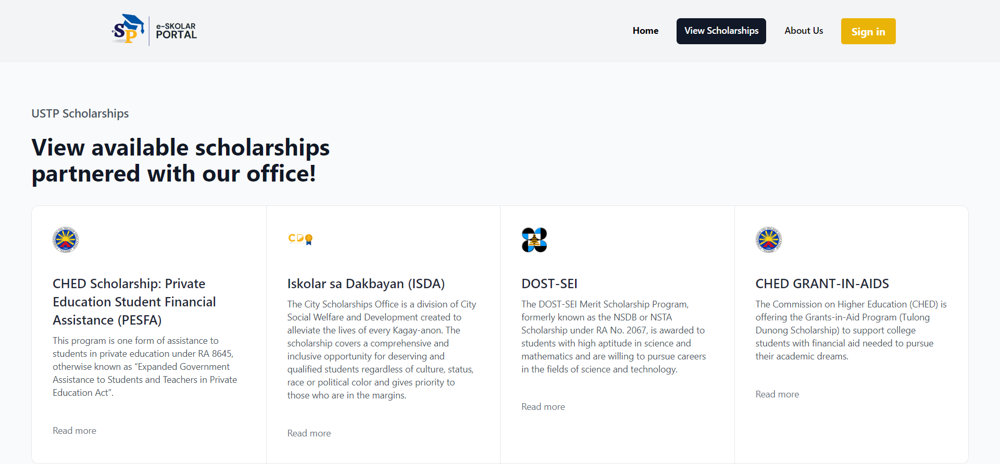 SP
e-SKOLAR
PORTAL
Home
View Scholarships
About Us
Sign in
USTP Scholarships
View available scholarships
partnered with our office!
CHED Scholarship: Private
Education Student Financial
Assistance (PESFA)
This program is one form of assistance to
students in private education under RA 8645,
otherwise known as “Expanded Government
Assistance to Students and Teachers in Private
Education Act”.
Read more
CDO
Iskolar sa Dakbayan (ISDA)
The City Scholarships Office is a division of City
Social Welfare and Development created to
alleviate the lives of every Kagay-anon. The
scholarship covers a comprehensive and
inclusive opportunity for deserving and
qualified students regardless of culture, status,
race or political color and gives priority to
those who are in the margins.
Read more
DOST-SEI
The DOST-SEI Merit Scholarship Program,
formerly known as the NSDB or NSTA
Scholarship under RA No. 2067, is awarded to
students with high aptitude in science and
mathematics and are willing to pursue careers
in the fields of science and technology.
Read more
CHED GRANT-IN-AIDS
The Commission on Higher Education (CHED) is
offering the Grants-in-Aid Program (Tulong
Dunong Scholarship) to support college
students with financial aid needed to pursue
their academic dreams.
Read more